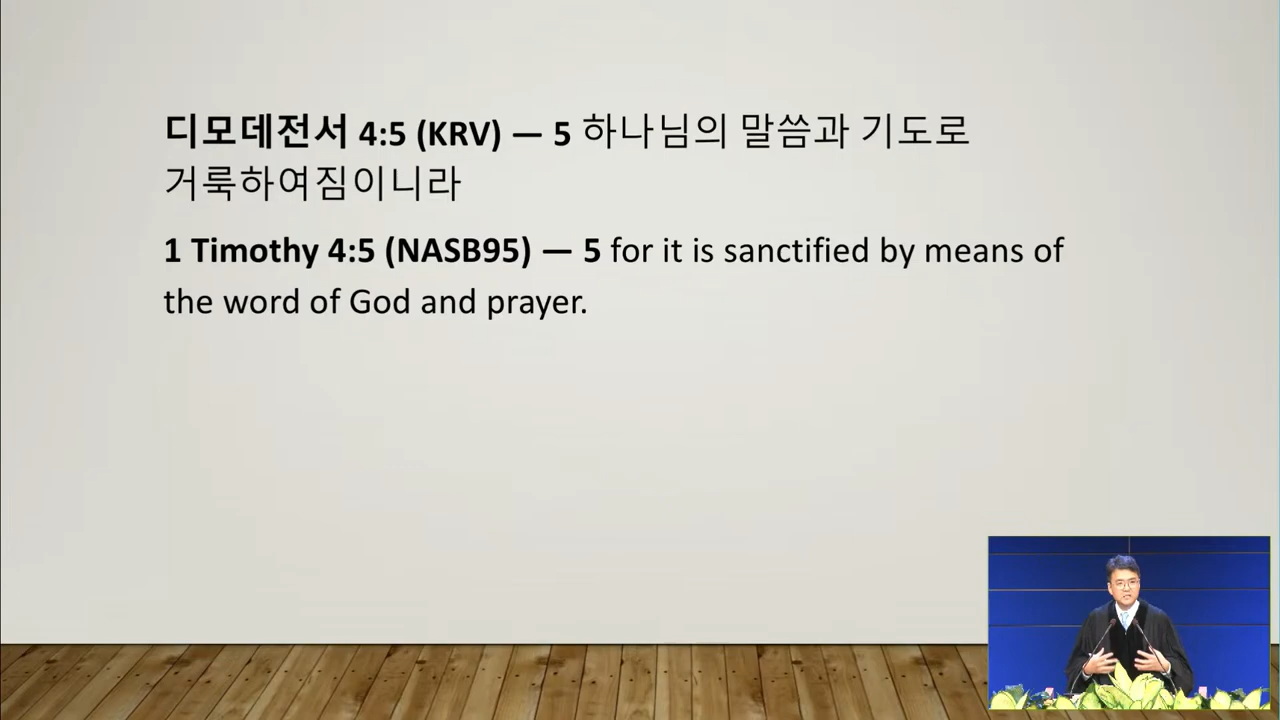 디모데전서 4:5 (KRV) — 5 하나님의 말씀과 기도로
거룩하여짐이니라
1 Timothy 4:5 (NASB95) — 5 for it is sanctified by means of
the word of God and prayer.